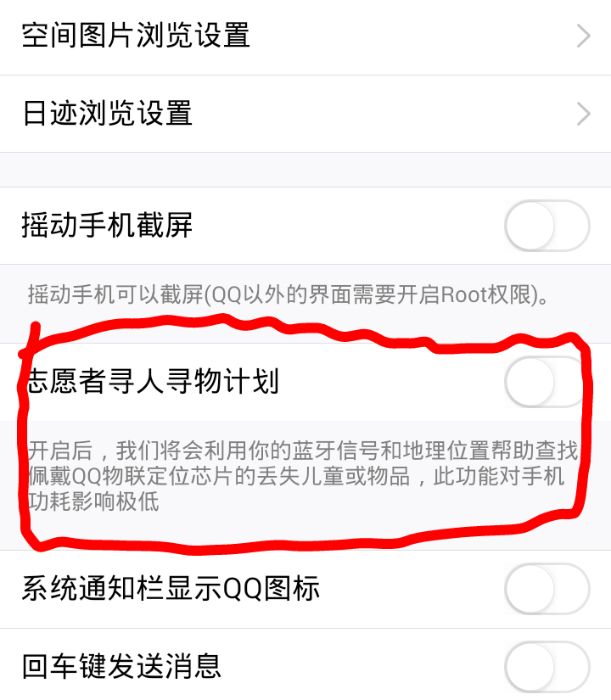 空间图片浏览设置
日迹浏览设置
摇动手机截屏
摇动手机可以截屏(QQ以外的界面需要开启Root权限)。
志愿者寻人寻物计划
开启后，我们将会利用你的蓝牙信号和地理位置帮助查找
佩戴QQ物联定位芯片的丢失儿童或物品，此功能对手机
功耗影响极低
系统通知栏显示QQ图标
回车键发送消息